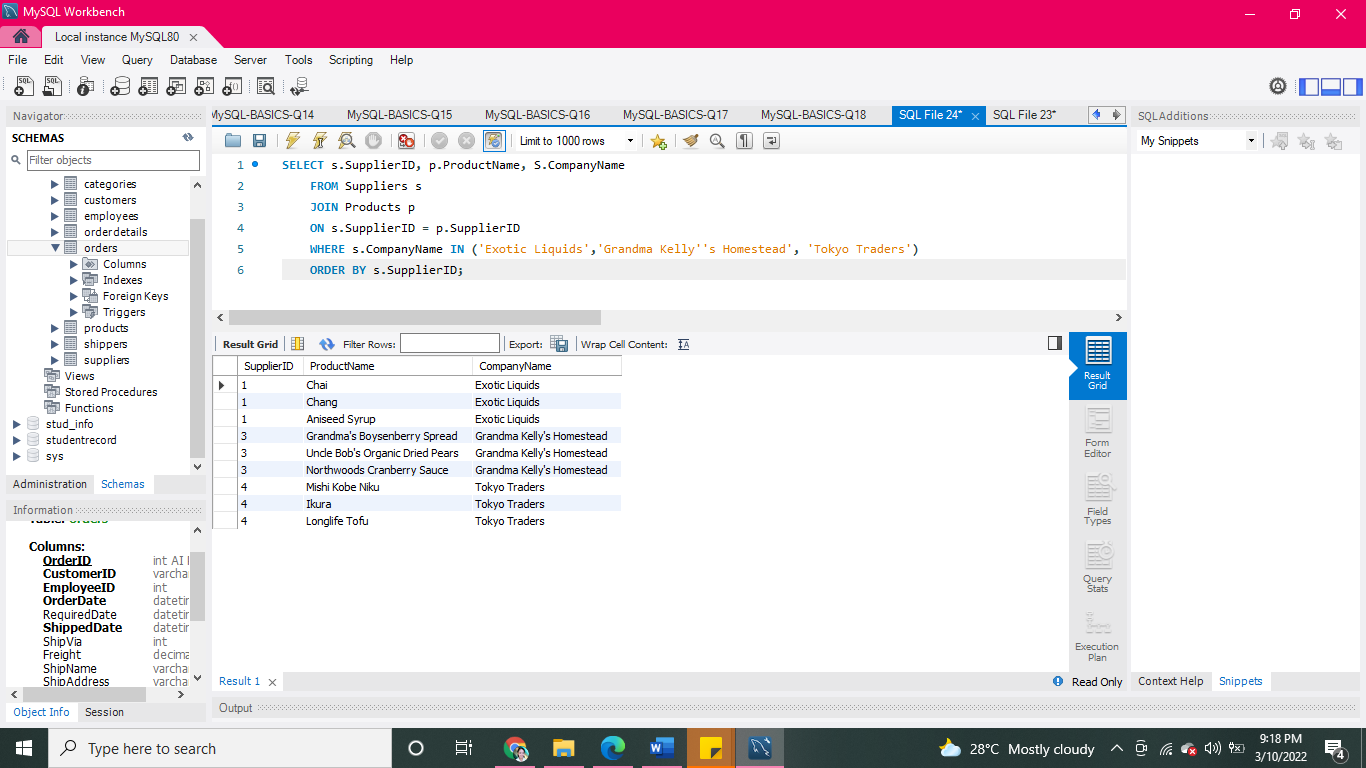 MySQL Workbench
Local instance MySQL80
File Edit View Query Database Server Tools Scripting Help
Navigator
SCHEMAS
Filter objects
categories
customers
employees
orderdetails
orders
Columns
Indexes
Foreign Keys
Triggers
products
shippers
suppliers
Views
Stored Procedures
Functions
stud_info
studentrecord
sys
Administration Schemas
Information
Columns:
OrderID int AI
CustomerID varcha
EmployeeID int
OrderDate datetin
RequiredDate datetin
ShippedDate datetin
ShipVia int
Freight decima
ShipName varcha
ShipAddress varcha
Object Info Session
MySQL-BASICS-Q14 MySQL-BASICS-Q15 MySQL-BASICS-Q16 MySQL-BASICS-Q17 MySQL-BASICS-Q18 SQL File 24* SQL File 23*
Limit to 1000 rows
1 SELECT s.SupplierID, p.ProductName, S.CompanyName
2 FROM Suppliers s
3 JOIN Products p
4 ON s.SupplierID = p.SupplierID
5 WHERE s.CompanyName IN ('Exotic Liquids','Grandma Kelly''s Homestead', 'Tokyo Traders')
6 ORDER BY s.SupplierID;
Result Grid Filter Rows: Export: Wrap Cell Content:
SupplierID ProductName CompanyName
1 Chai Exotic Liquids
1 Chang Exotic Liquids
1 Aniseed Syrup Exotic Liquids
3 Grandma's Boysenberry Spread Grandma Kelly's Homestead
3 Uncle Bob's Organic Dried Pears Grandma Kelly's Homestead
3 Northwoods Cranberry Sauce Grandma Kelly's Homestead
4 Mishi Kobe Niku Tokyo Traders
4 Ikura Tokyo Traders
4 Longlife Tofu Tokyo Traders
Result
Grid
Form
Editor
Field
Types
Query
Stats
Execution
Plan
Result 1
Read Only
Output
SQLAdditions
My Snippets
Context Help Snippets
Type here to search
28°C Mostly cloudy
9:18 PM
3/10/2022
4